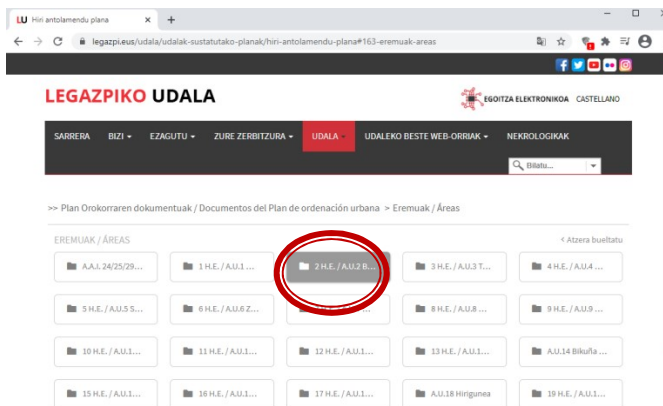 LU Hiri antolamendu plana
legazpi.eus/udala/udalak-sustatutako-planak/hiri-antolamendu-plana#163-eremuak-areas
LEGAZPIKO UDALA
EGOITZA ELEKTRONIKOA CASTELLANO
SARRERA BIZI EZAGUTU ZURE ZERBITZURA UDALA UDALEKO BESTE WEB-ORRIAK NEKROLOGIKAK
Bilatu...
>> Plan Orokorraren dokumentuak / Documentos del Plan de ordenación urbana > Eremuak / Áreas
EREMUAK / ÁREAS < Atzera bueltatu
A.A.I. 24/25/29... 1 H.E. / A.U.1 ... 2 H.E. / A.U.2 B... 3 H.E. / A.U.3 T... 4 H.E. / A.U.4 ...
5 H.E. / A.U.5 S... 6 H.E. / A.U.6 Z... 8 H.E. / A.U.8 ... 9 H.E. / A.U.9 ...
10 H.E. / A.U.1... 11 H.E. / A.U.1... 12 H.E. / A.U.1... 13 H.E. / A.U.1... A.U.14 Bikuña ...
15 H.E. / A.U.1... 16 H.E. / A.U.1... 17 H.E. / A.U.1... A.U.18 Hirigunea 19 H.E. / A.U.1...